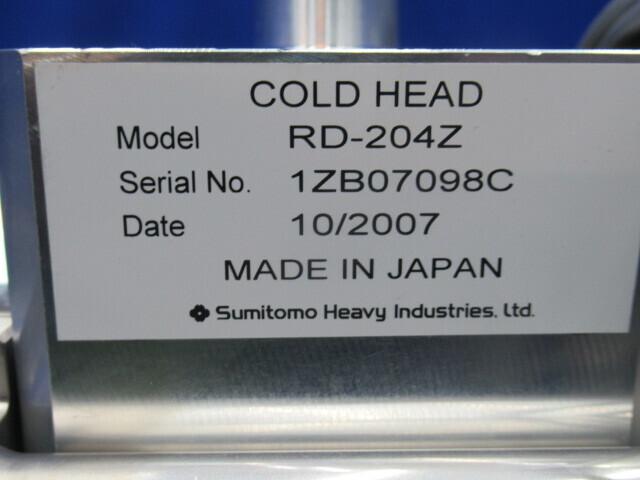 COLD HEAD
Model RD-204Z
Serial No. 1ZB07098C
Date 10/2007
MADE IN JAPAN
Sumitomo Heavy Industries, Ltd.